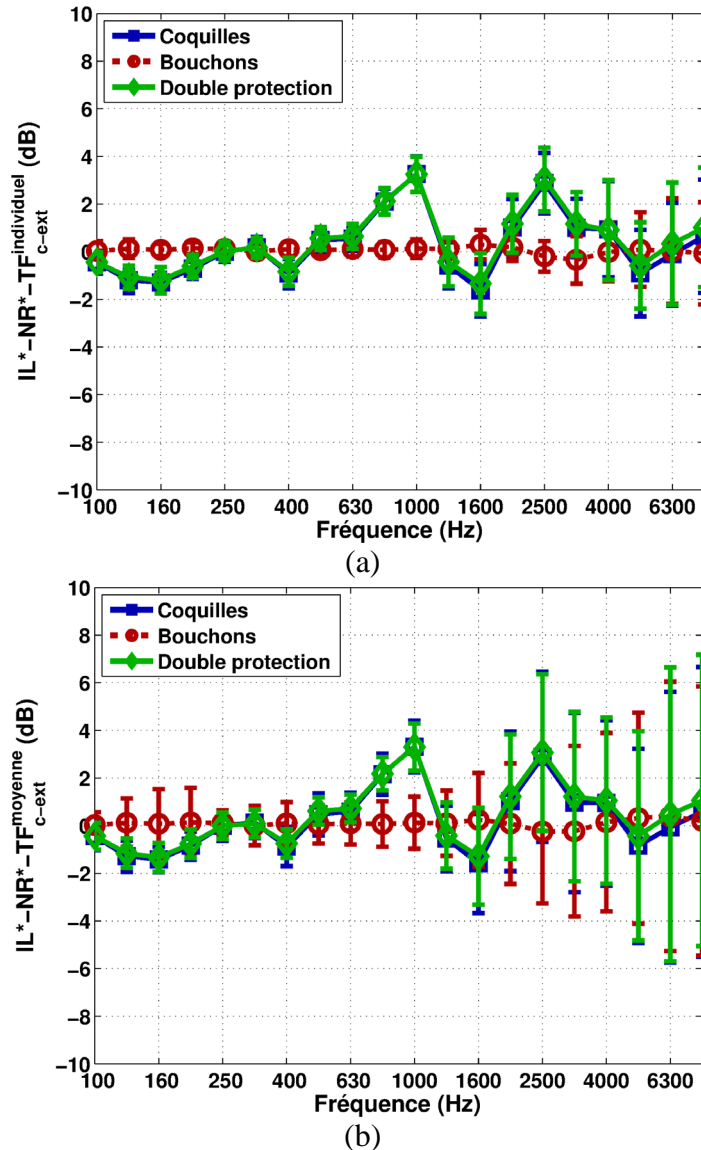 10
8
6
4
2
0
−2
−4
−6
−8
−10
IL*−NR*−TF individuel c−ext (dB)
Coquilles
Bouchons
Double protection
100 160 250 400 630 1000 1600 2500 4000 6300
Fréquence (Hz)
(a)
10
8
6
4
2
0
−2
−4
−6
−8
−10
IL*−NR*−TF moyenne c−ext (dB)
Coquilles
Bouchons
Double protection
100 160 250 400 630 1000 1600 2500 4000 6300
Fréquence (Hz)
(b)